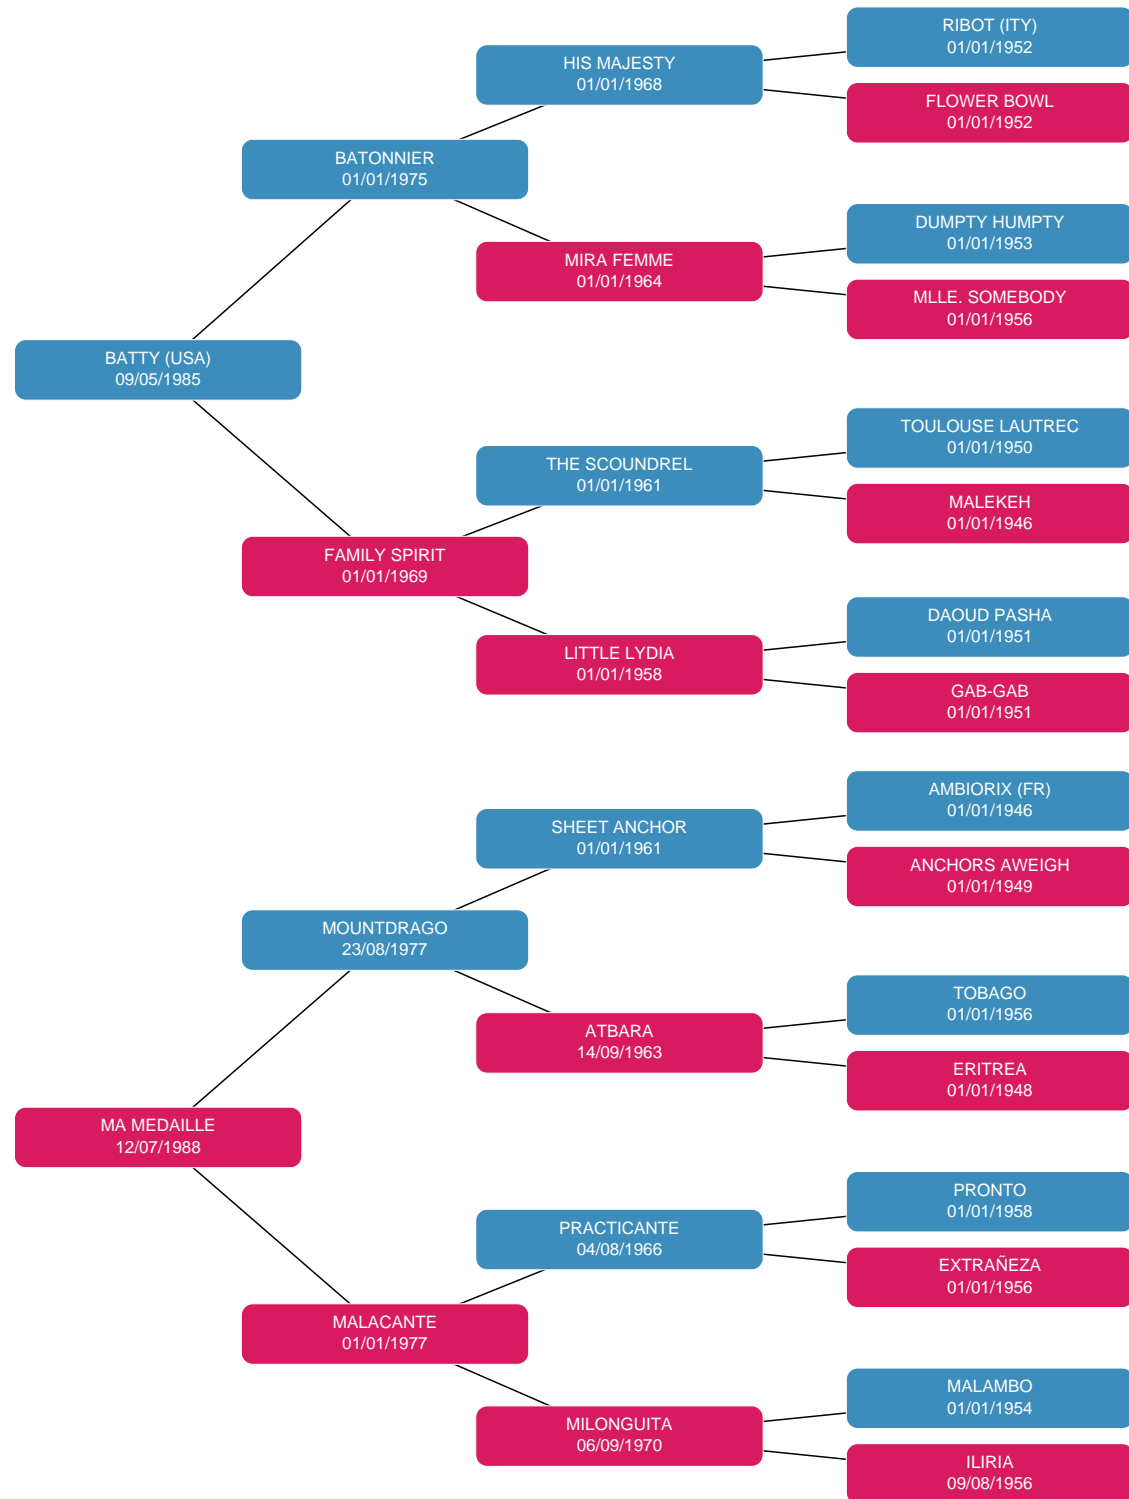 RIBOT (ITY)
01/01/1952
HIS MAJESTY
01/01/1968
FLOWER BOWL
01/01/1952
BATONNIER
01/01/1975
DUMPTY HUMPTY
01/01/1953
MIRA FEMME
01/01/1964
MLLE. SOMEBODY
01/01/1956
BATTY (USA)
09/05/1985
TOULOUSE LAUTREC
01/01/1950
THE SCOUNDREL
01/01/1961
MALEKEH
01/01/1946
FAMILY SPIRIT
01/01/1969
DAOUD PASHA
01/01/1951
LITTLE LYDIA
01/01/1958
GAB-GAB
01/01/1951
AMBIORIX (FR)
01/01/1946
SHEET ANCHOR
01/01/1961
ANCHORS AWEIGH
01/01/1949
MOUNTDRAGO
23/08/1977
TOBAGO
01/01/1956
ATBARA
14/09/1963
ERITREA
01/01/1948
MA MEDAILLE
12/07/1988
PRONTO
01/01/1958
PRACTICANTE
04/08/1966
EXTRAÑEZA
01/01/1956
MALACANTE
01/01/1977
MALAMBO
01/01/1954
MILONGUITA
06/09/1970
ILIRIA
09/08/1956